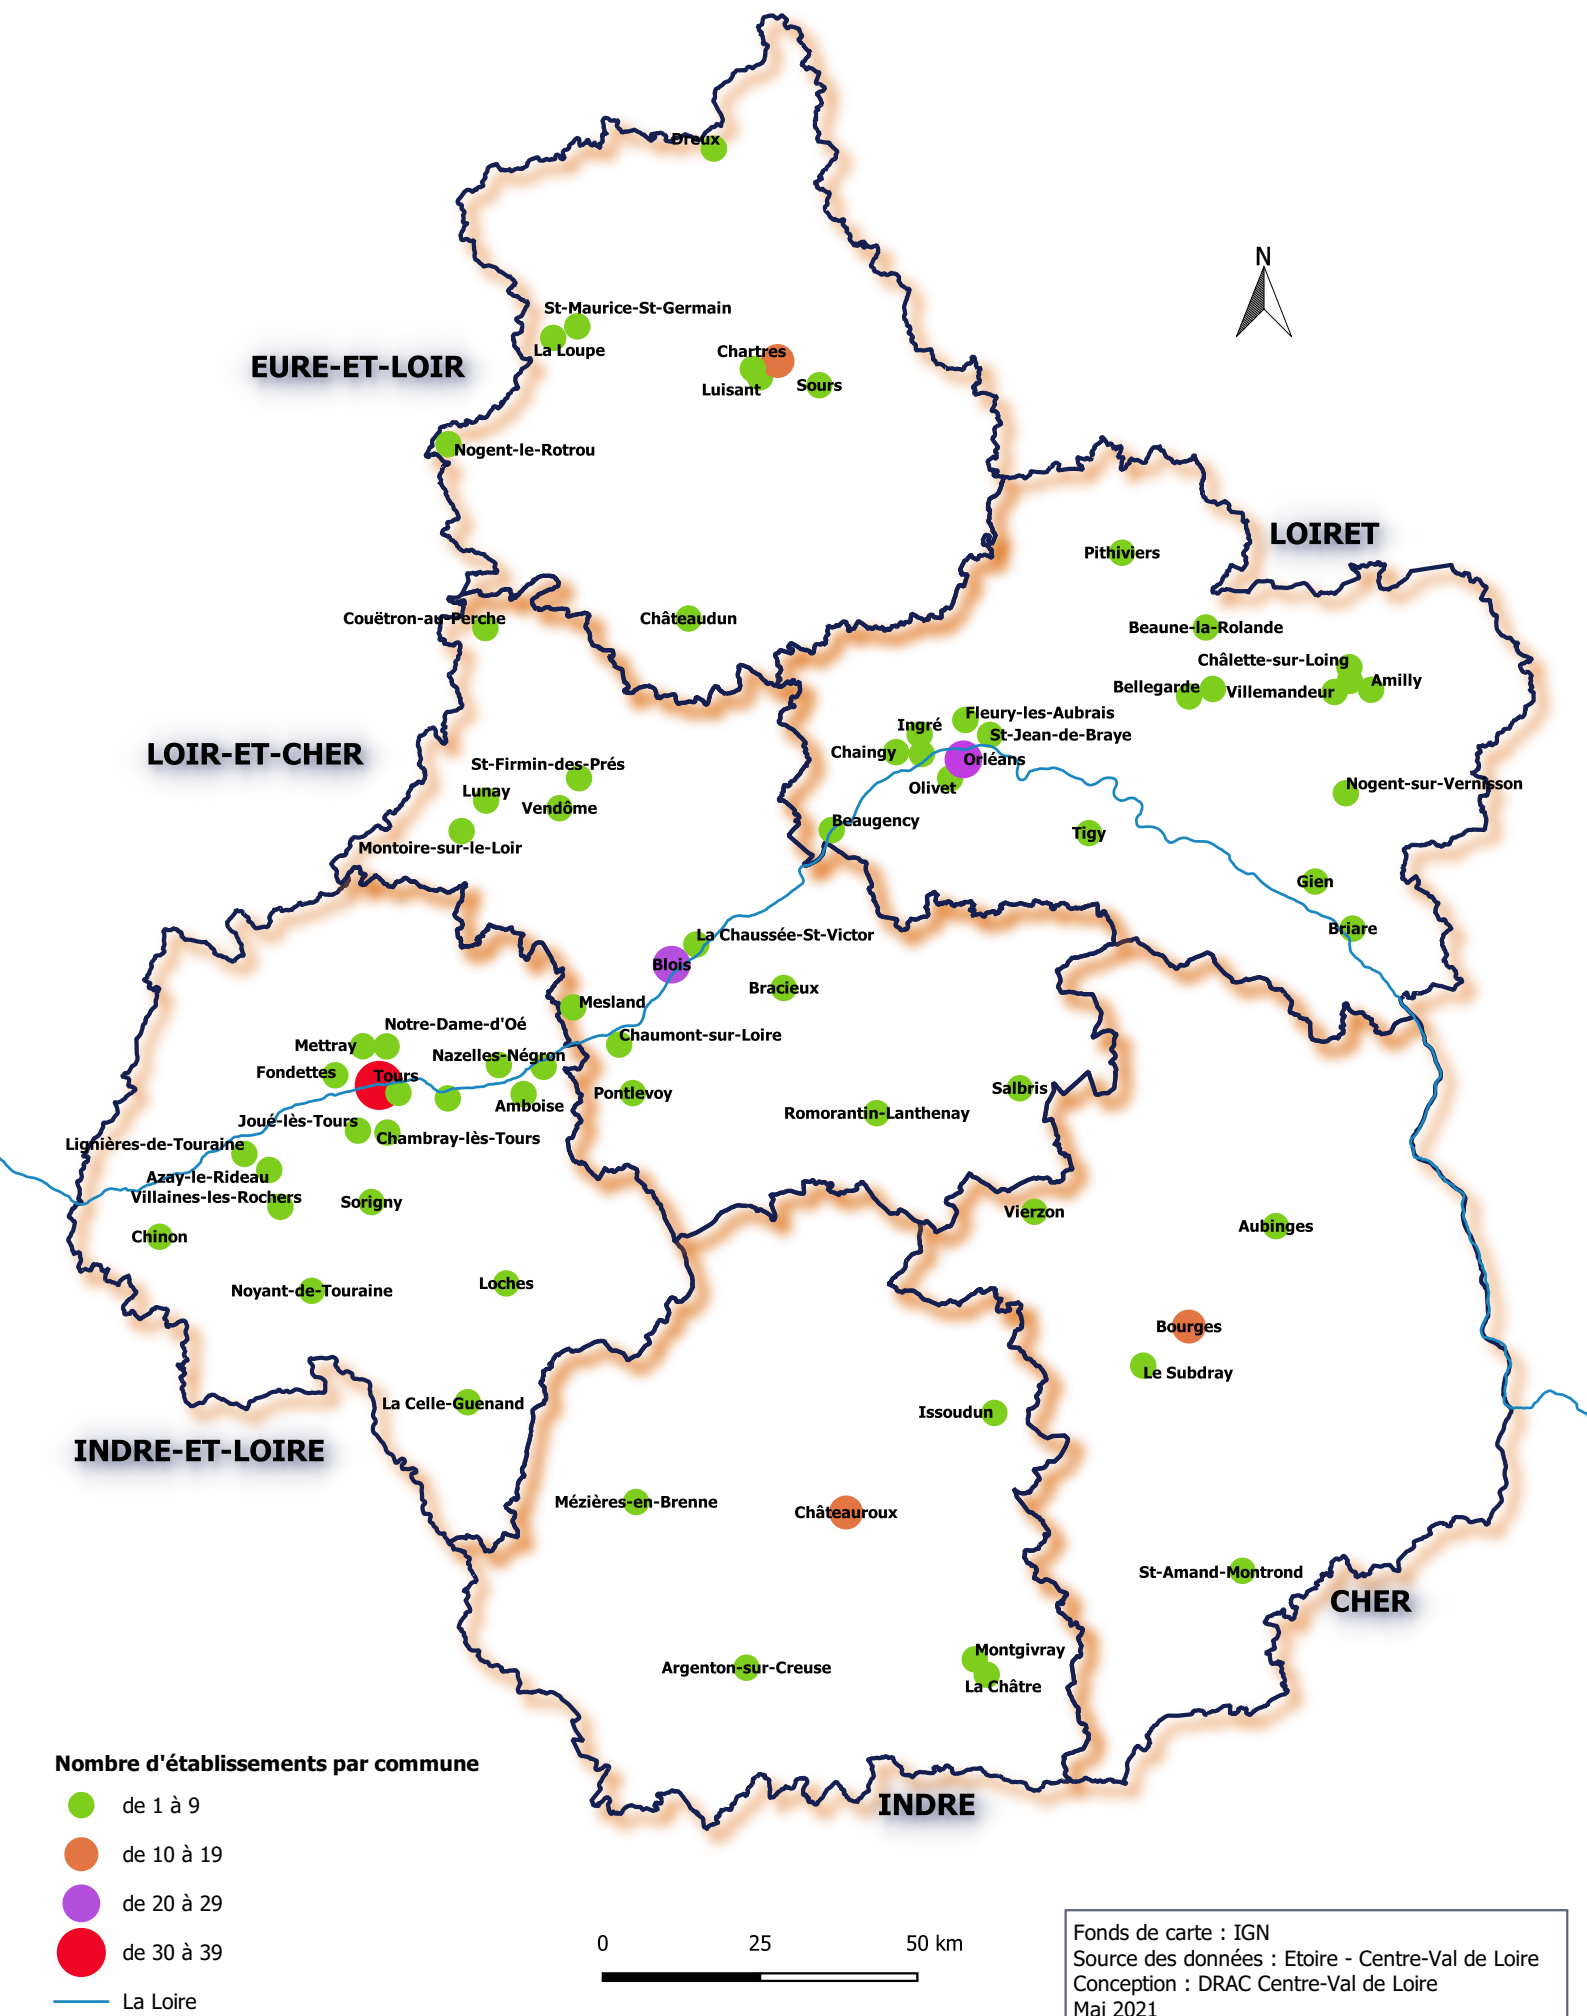 Dreux
N
St-Maurice-St-Germain
La Loupe
EURE-ET-LOIR
Chartres
Luisant
Sours
Nogent-le-Rotrou
LOIRET
Pithiviers
Couëtron-au-Perche
Châteaudun
Beaune-la-Rolande
Châlette-sur-Loing
Amilly
Bellegarde
Villemandeur
Fleury-les-Aubrais
Ingré
St-Jean-de-Braye
Chaingy
Orléans
LOIR-ET-CHER
St-Firmin-des-Prés
Olivet
Nogent-sur-Vernisson
Lunay
Vendôme
Beaugency
Tigy
Montoire-sur-le-Loir
Gien
Briare
La Chaussée-St-Victor
Blois
Bracieux
Mesland
Notre-Dame-d'Oé
Chaumont-sur-Loire
Mettray
Nazelles-Négron
Fondettes
Tours
Salbris
Pontlevoy
Amboise
Romorantin-Lanthenay
Joué-lès-Tours
Chambray-lès-Tours
Lignières-de-Touraine
Azay-le-Rideau
Villaines-les-Rochers
Sorigny
Vierzon
Aubinges
Chinon
Loches
Noyant-de-Touraine
Bourges
Le Subdray
La Celle-Guenand
Issoudun
INDRE-ET-LOIRE
Mézières-en-Brenne
Châteauroux
St-Amand-Montrond
CHER
Montgivray
Argenton-sur-Creuse
La Châtre
INDRE
Nombre d'établissements par commune
de 1 à 9
de 10 à 19
de 20 à 29
de 30 à 39
La Loire
0 25 50 km
Fonds de carte : IGN
Source des données : Etoire - Centre-Val de Loire
Conception : DRAC Centre-Val de Loire
Mai 2021